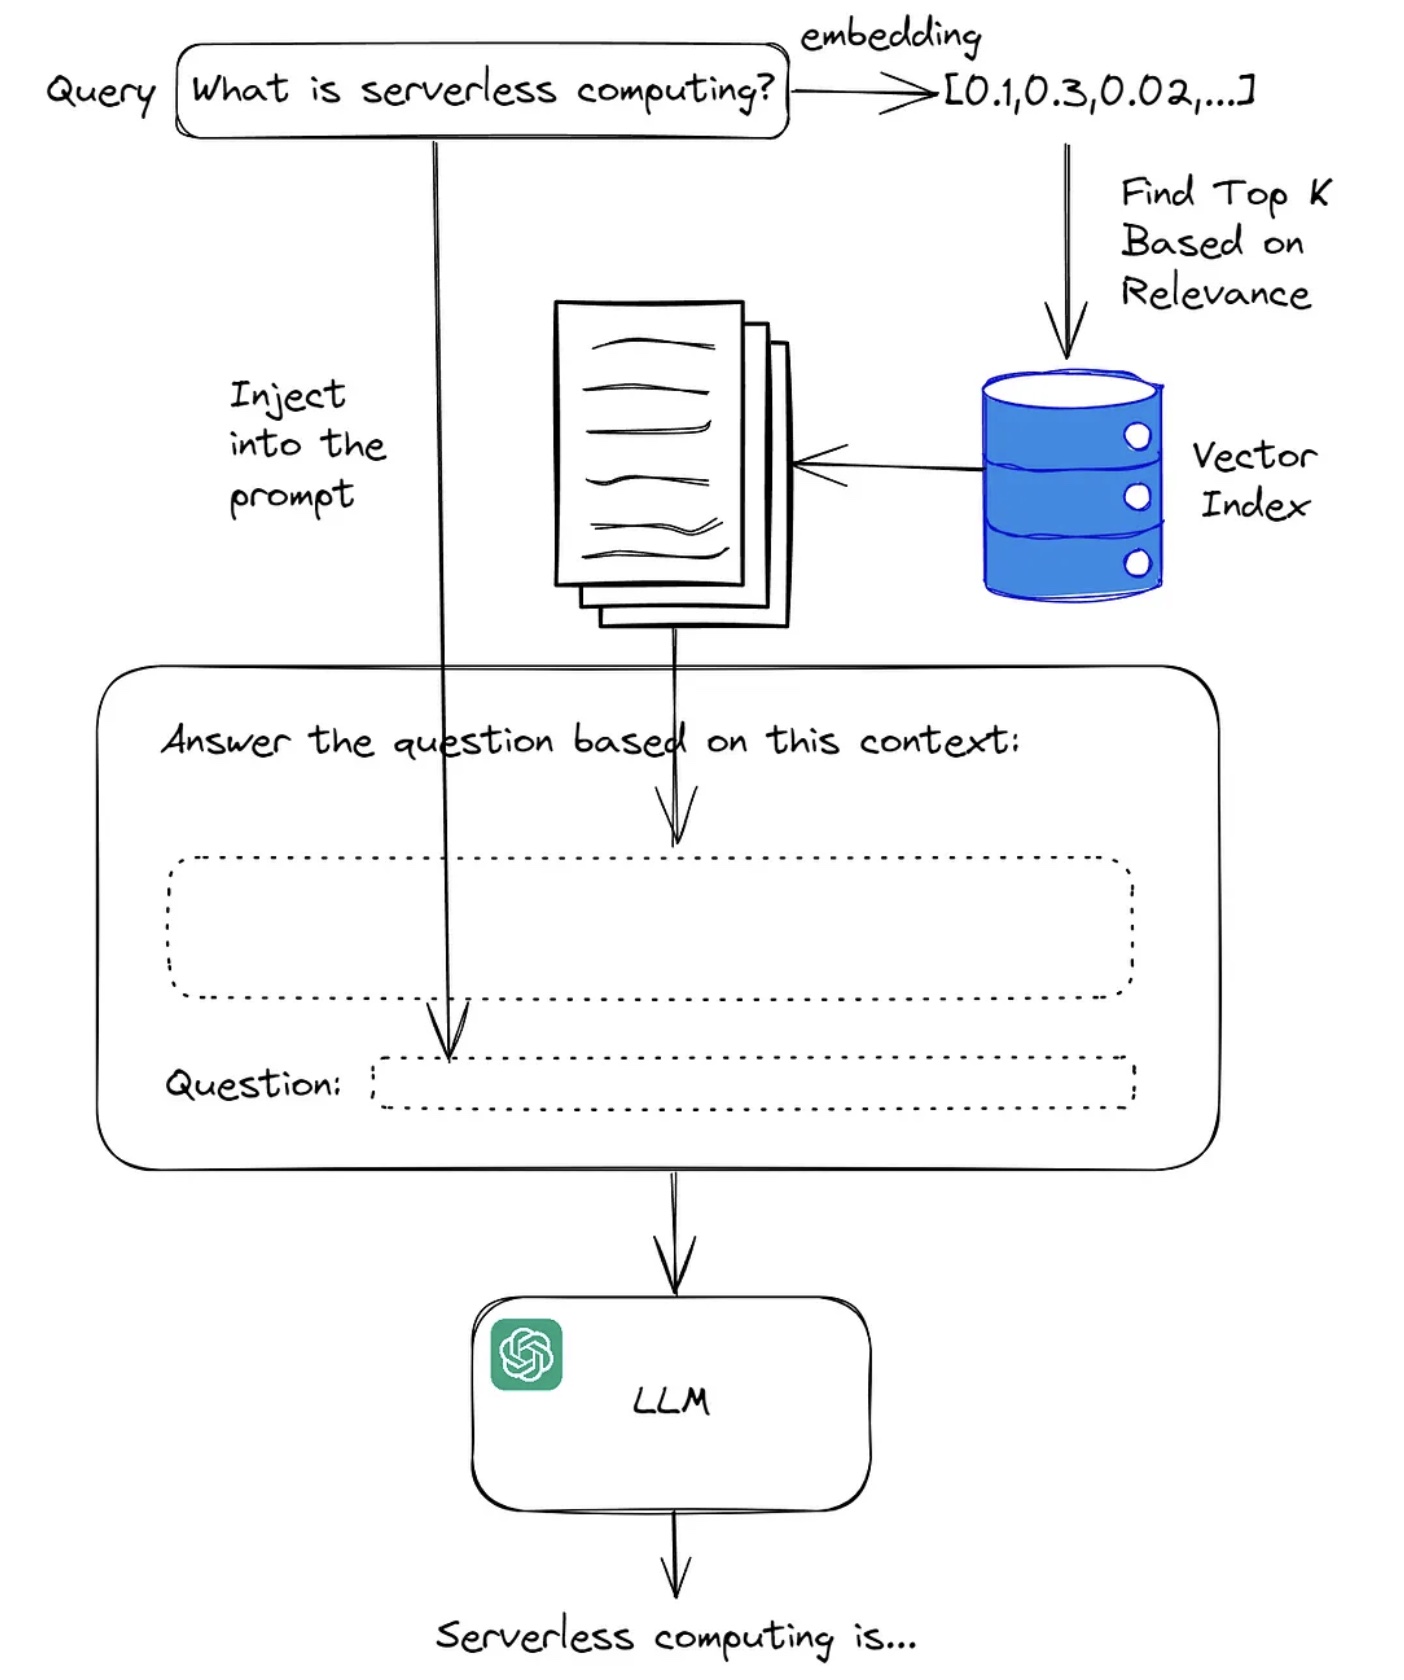 embedding
Query What is serverless computing? [0.1,0.3,0.02,...]
Find Top K
Based on
Relevance
Inject
into the
prompt
Vector
Index
Answer the question based on this context:
Question:
LLM
Serverless computing is...